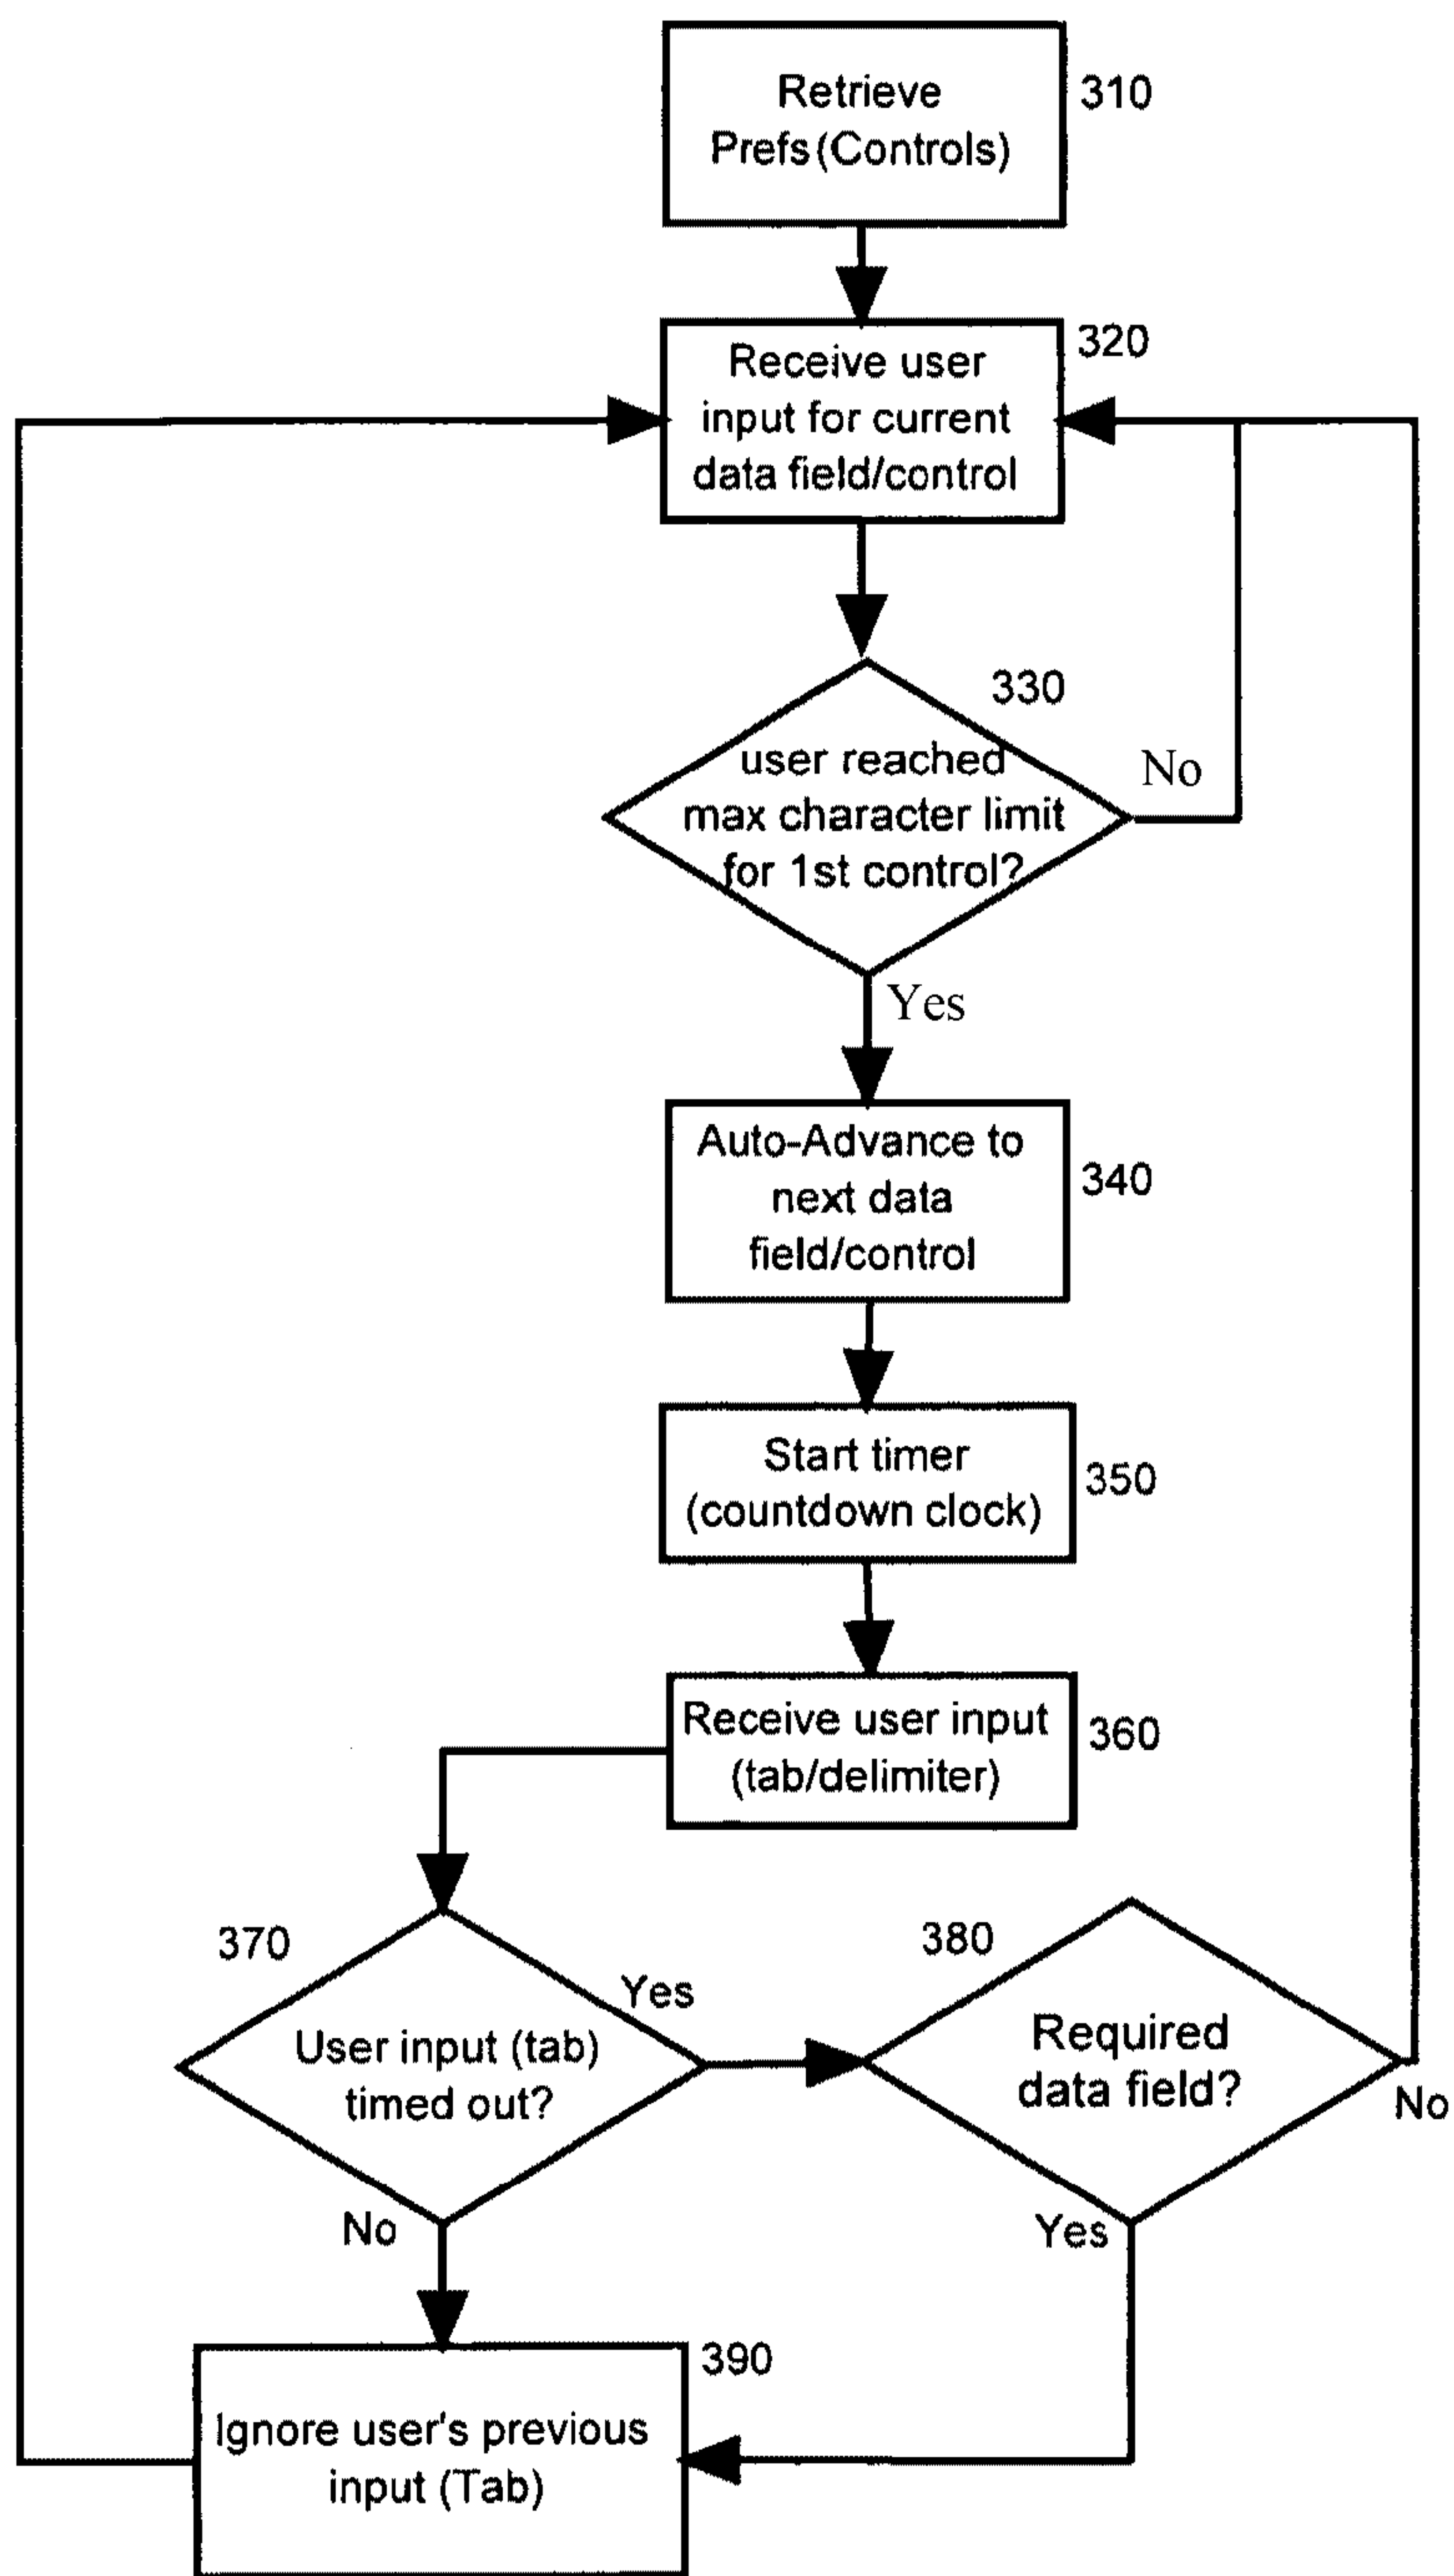 Retrieve
Prefs(Controls)
310
Receive user
input for current
data field/control
320
330
user reached
max character limit
for 1st control?
No
Yes
Auto-Advance to
next data
field/control
340
Start timer
(countdown clock)
350
Receive user input
(tab/delimiter)
360
370
User input (tab)
timed out?
Yes
No
380
Required
data field?
No
Yes
390
Ignore user's previous
input (Tab)